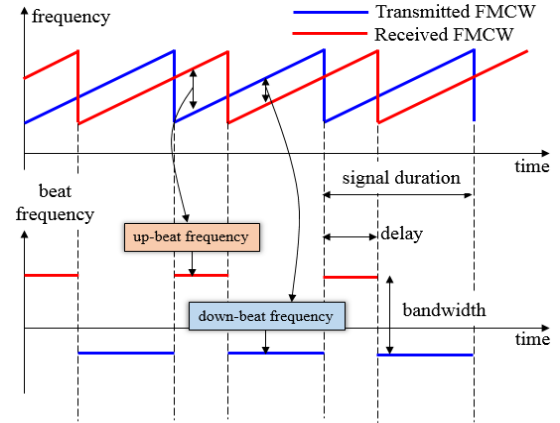 frequency
Transmitted FMCW
Received FMCW
time
beat
frequency
signal duration
up-beat frequency
delay
down-beat frequency
bandwidth
time